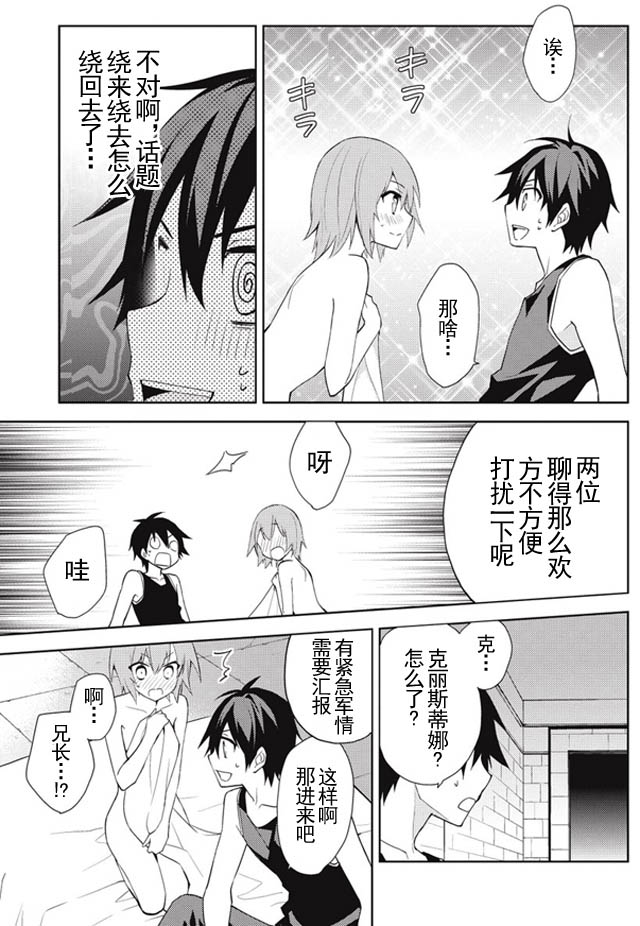 诶…
キラ
キラ
那啥…
不对啊，话题
绕来绕去怎么
绕回去了…
两位
聊得那么欢
方不方便
打扰一下呢
呀
哇
克…
克丽斯蒂娜?
怎么了?
有紧急军情
需要汇报
这样啊
那进来吧
啊…
兄长…!?